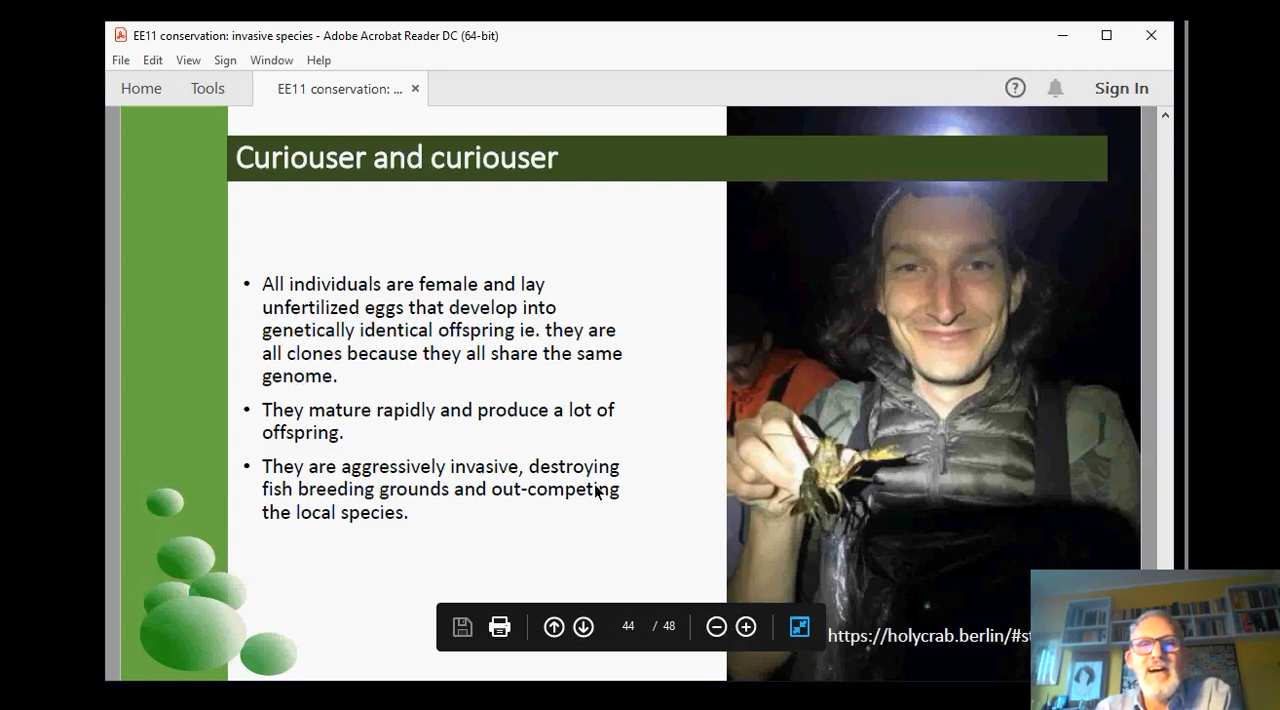 EE11 conservation: invasive species - Adobe Acrobat Reader DC (64-bit)
File Edit View Sign Window Help
Home Tools EE11 conservation: ... × ? Sign In
Curiouser and curiouser
• All individuals are female and lay
unfertilized eggs that develop into
genetically identical offspring ie. they are
all clones because they all share the same
genome.
• They mature rapidly and produce a lot of
offspring.
• They are aggressively invasive, destroying
fish breeding grounds and out-competing
the local species.
44 / 48
https://holycrab.berlin/#st